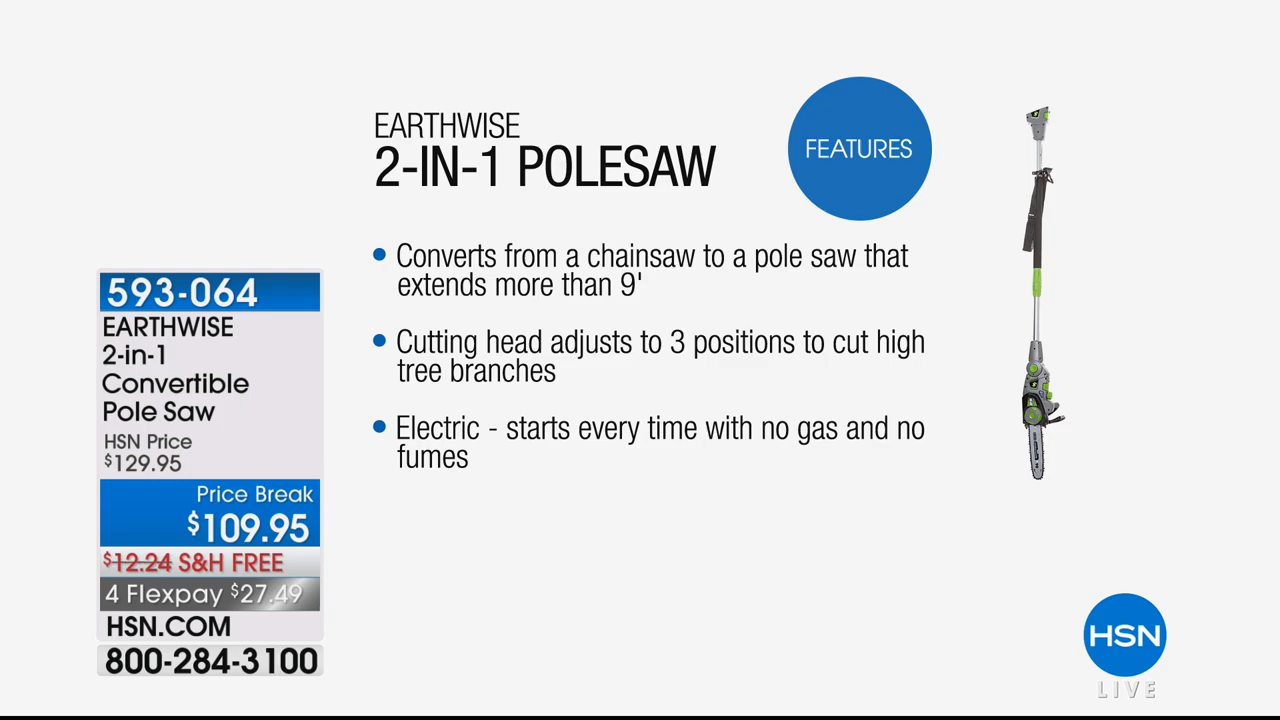 EARTHWISE
2-IN-1 POLESAW
FEATURES
• Converts from a chainsaw to a pole saw that
extends more than 9'
• Cutting head adjusts to 3 positions to cut high
tree branches
• Electric - starts every time with no gas and no
fumes
593-064
EARTHWISE
2-in-1
Convertible
Pole Saw
HSN Price
$129.95
Price Break
$109.95
$12.24 S&H FREE
4 Flexpay $27.49
HSN.COM
800-284-3100
HSN
LIVE